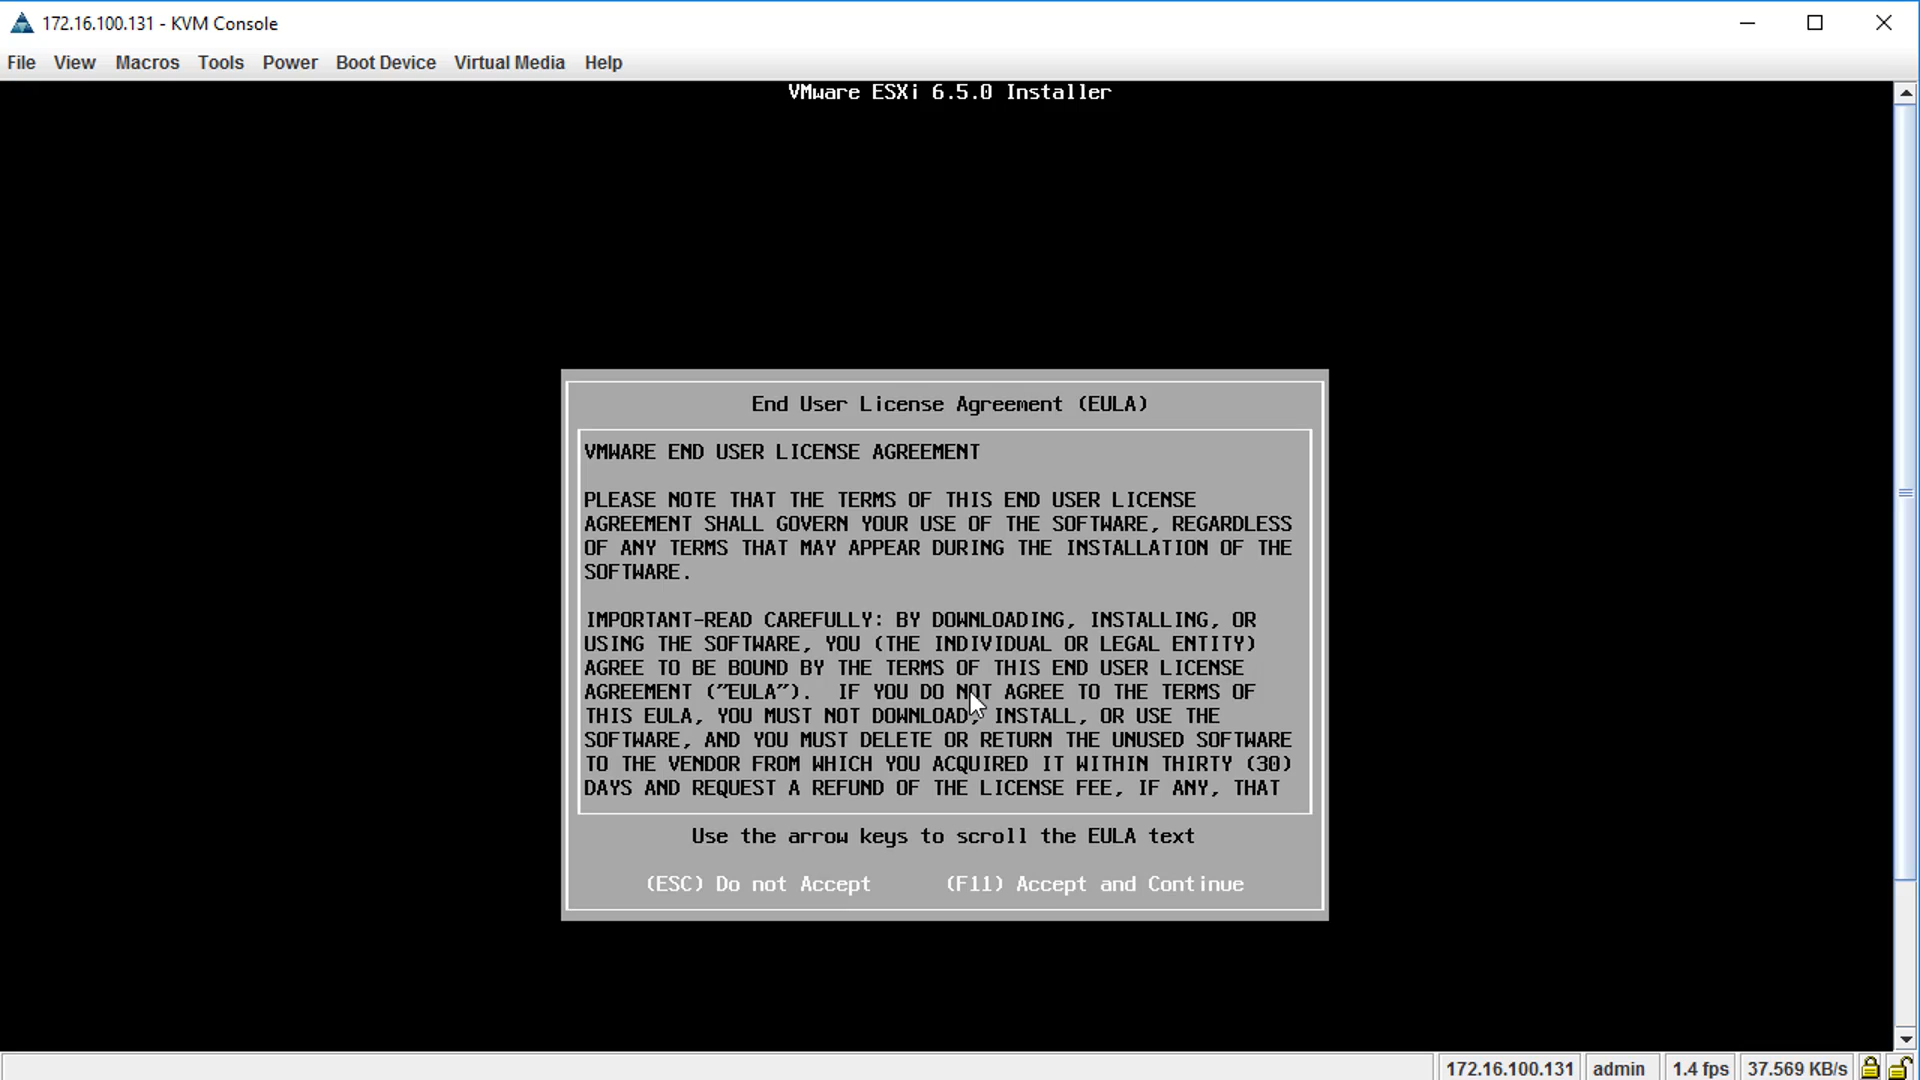 172.16.100.131 - KVM Console
File View Macros Tools Power Boot Device Virtual Media Help
VMware ESXi 6.5.0 Installer
End User License Agreement (EULA)
VMWARE END USER LICENSE AGREEMENT
PLEASE NOTE THAT THE TERMS OF THIS END USER LICENSE
AGREEMENT SHALL GOVERN YOUR USE OF THE SOFTWARE, REGARDLESS
OF ANY TERMS THAT MAY APPEAR DURING THE INSTALLATION OF THE
SOFTWARE.
IMPORTANT-READ CAREFULLY: BY DOWNLOADING, INSTALLING, OR
USING THE SOFTWARE, YOU (THE INDIVIDUAL OR LEGAL ENTITY)
AGREE TO BE BOUND BY THE TERMS OF THIS END USER LICENSE
AGREEMENT ("EULA").  IF YOU DO NOT AGREE TO THE TERMS OF
THIS EULA, YOU MUST NOT DOWNLOAD, INSTALL, OR USE THE
SOFTWARE, AND YOU MUST DELETE OR RETURN THE UNUSED SOFTWARE
TO THE VENDOR FROM WHICH YOU ACQUIRED IT WITHIN THIRTY (30)
DAYS AND REQUEST A REFUND OF THE LICENSE FEE, IF ANY, THAT
Use the arrow keys to scroll the EULA text
(ESC) Do not Accept (F11) Accept and Continue
172.16.100.131 admin 1.4 fps 37.569 KB/s